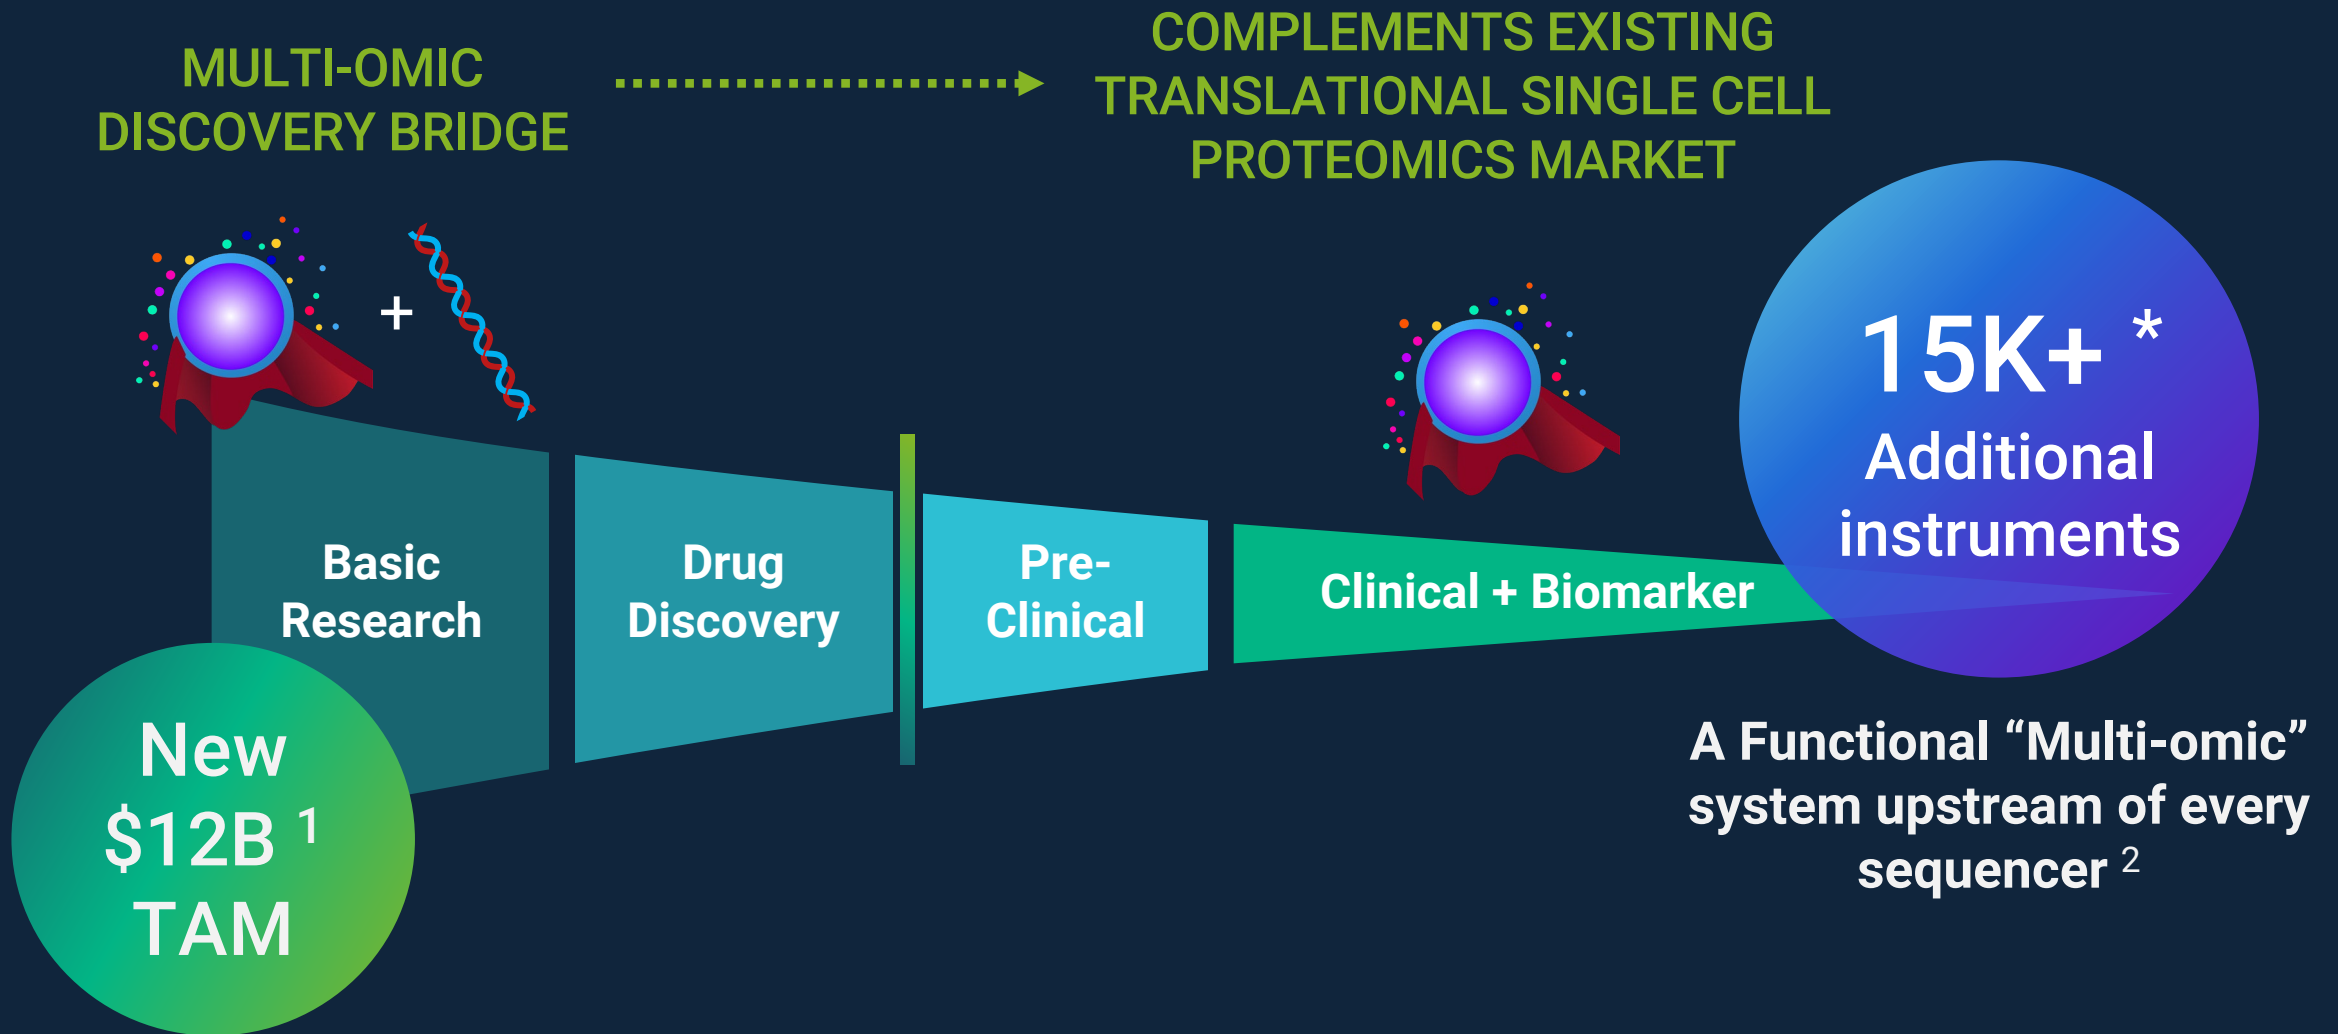 MULTI-OMIC
DISCOVERY BRIDGE
COMPLEMENTS EXISTING
TRANSLATIONAL SINGLE CELL
PROTEOMICS MARKET
+
15K+ *
Additional
instruments
Basic
Research
Drug
Discovery
Pre-
Clinical
Clinical + Biomarker
New
$12B 1
TAM
A Functional “Multi-omic”
system upstream of every
sequencer 2